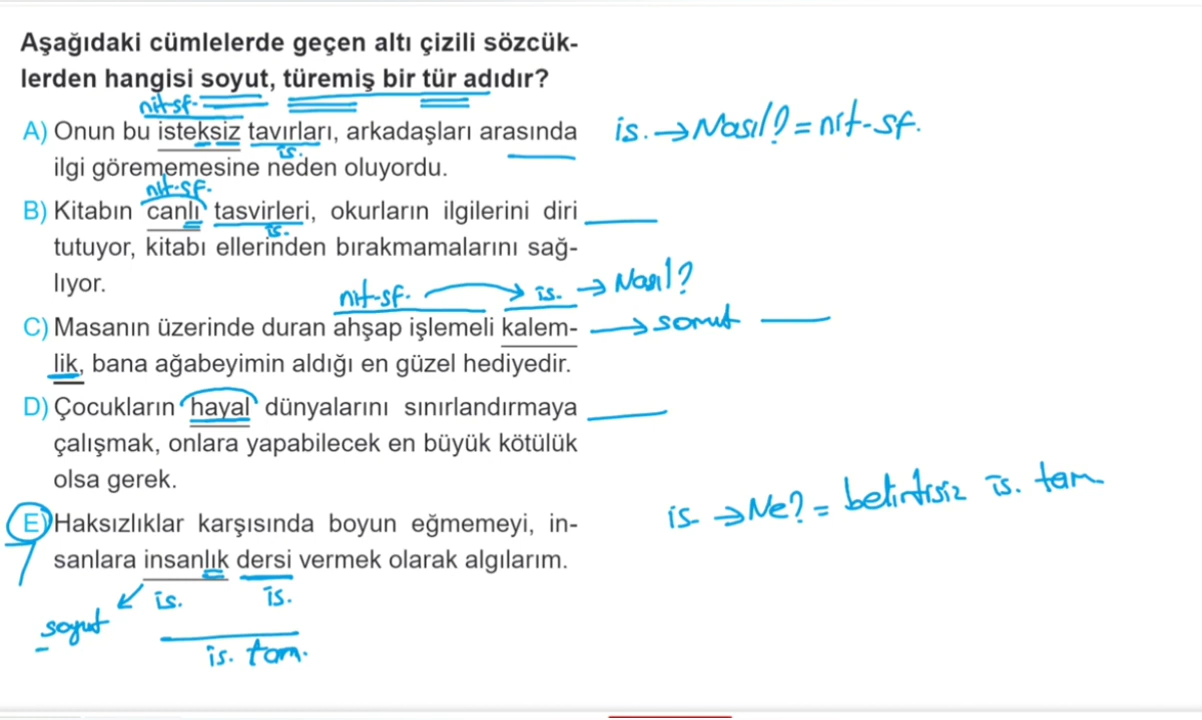 Aşağıdaki cümlelerde geçen altı çizili sözcük-
lerden hangisi soyut, türemiş bir tür adıdır?
nit-sf.
A) Onun bu isteksiz tavırları, arkadaşları arasında
is. → Nasıl? = nit-sf.
is.
ilgi görememesine neden oluyordu.
nit-sf.
B) Kitabın canlı tasvirleri, okurların ilgilerini diri
is.
tutuyor, kitabı ellerinden bırakmamalarını sağ-
lıyor.
nit-sf. → is. → Nasıl?
C) Masanın üzerinde duran ahşap işlemeli kalem-
→ somut
lik, bana ağabeyimin aldığı en güzel hediyedir.
D) Çocukların hayal dünyalarını sınırlandırmaya
çalışmak, onlara yapabilecek en büyük kötülük
olsa gerek.
is → Ne? = belirtisiz is. tam
E) Haksızlıklar karşısında boyun eğmemeyi, in-
sanlara insanlık dersi vermek olarak algılarım.
is. is.
soyut
is. tam.